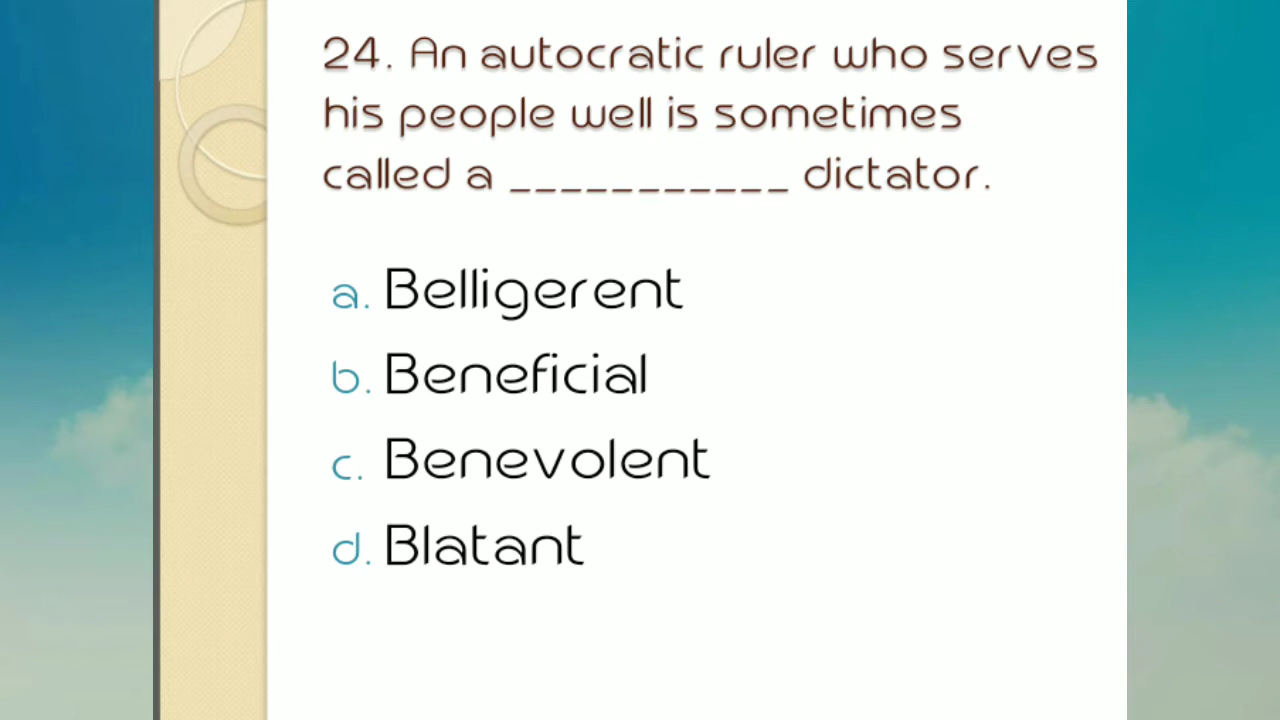 24. An autocratic ruler who serves
his people well is sometimes
called a ___________ dictator.
a. Belligerent
b. Beneficial
c. Benevolent
d. Blatant